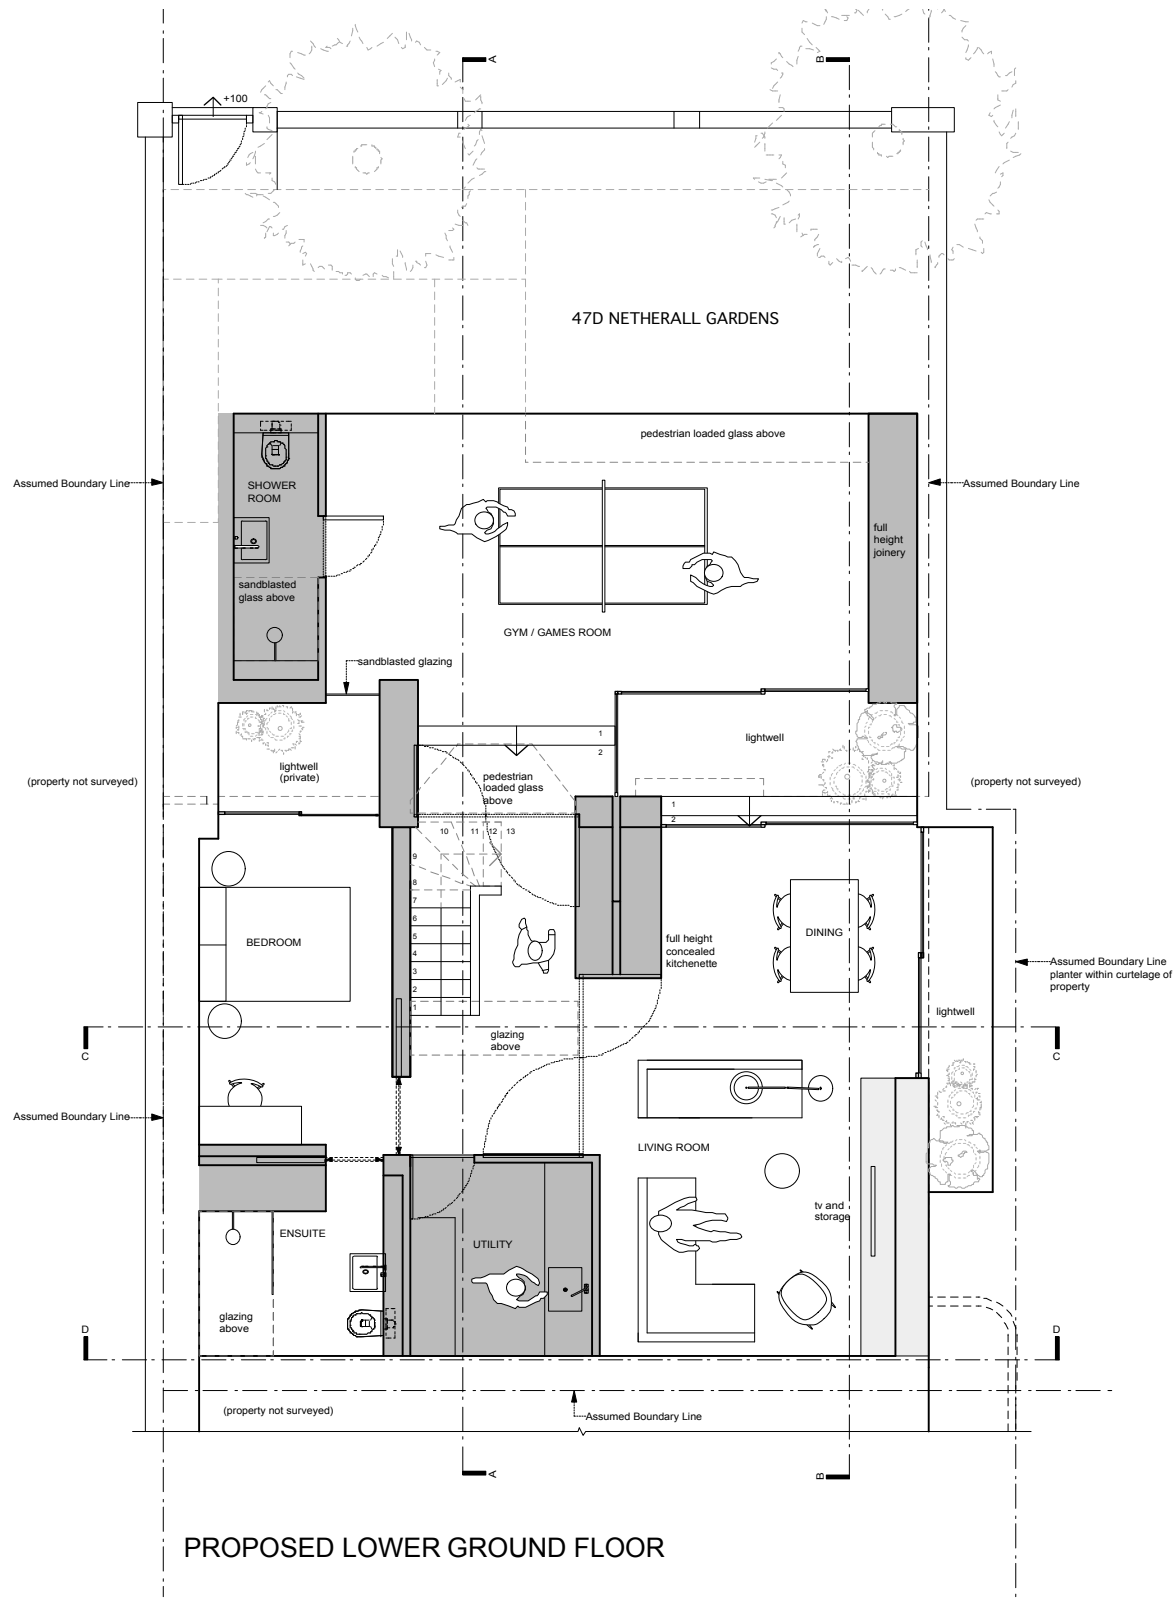 A
B
+100
47D NETHERALL GARDENS
pedestrian loaded glass above
Assumed Boundary Line
SHOWER
ROOM
Assumed Boundary Line
full
height
joinery
sandblasted
glass above
GYM / GAMES ROOM
sandblasted glazing
1
2
lightwell
lightwell
(private)
pedestrian
loaded glass
above
(property not surveyed)
(property not surveyed)
1
2
10
11
12
13
9
8
7
6
5
4
3
2
1
BEDROOM
full height
concealed
kitchenette
DINING
Assumed Boundary Line
planter within curtelage of
property
lightwell
glazing
above
C
C
Assumed Boundary Line
LIVING ROOM
tv and
storage
ENSUITE
UTILITY
glazing
above
D
D
(property not surveyed)
Assumed Boundary Line
A
B
PROPOSED LOWER GROUND FLOOR